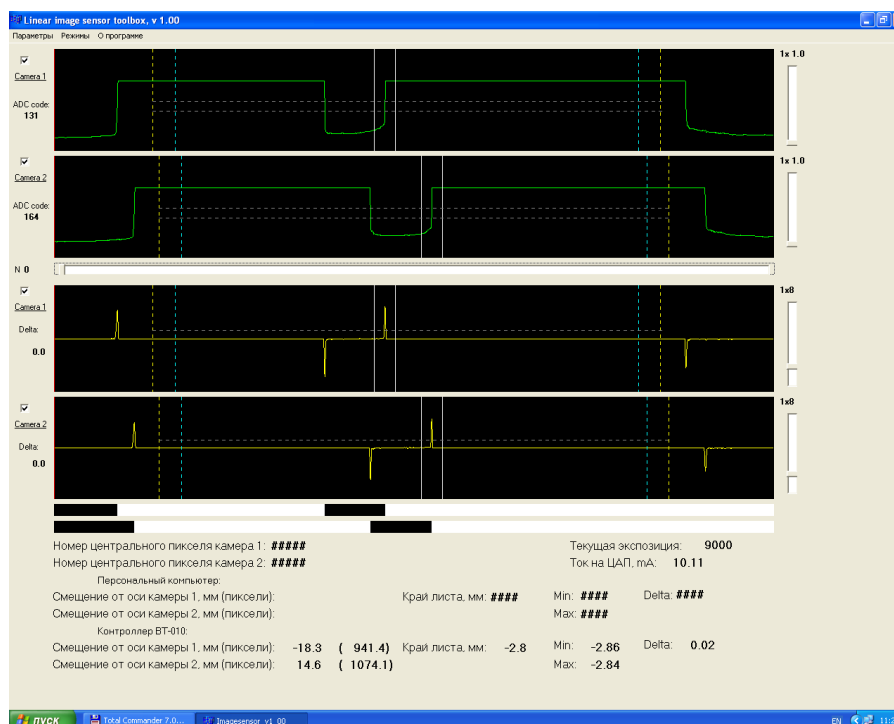 Linear image sensor toolbox, v 1.00
Параметры Режимы О программе
1x 1.0
Camera 1
ADC code:
131
1x 1.0
Camera 2
ADC code:
164
N 0
1x8
Camera 1
Delta:
0.0
1x8
Camera 2
Delta:
0.0
Номер центрального пикселя камера 1: ##### Текущая экспозиция: 9000
Номер центрального пикселя камера 2: ##### Ток на ЦАП, mA: 10.11
Персональный компьютер:
Смещение от оси камеры 1, мм (пиксели): Край листа, мм: #### Min: #### Delta: ####
Смещение от оси камеры 2, мм (пиксели): Max: ####
Контроллер ВТ-010:
Смещение от оси камеры 1, мм (пиксели): -18.3 ( 941.4) Край листа, мм: -2.8 Min: -2.86 Delta: 0.02
Смещение от оси камеры 2, мм (пиксели): 14.6 ( 1074.1) Max: -2.84
пуск Total Commander 7.0... Imagesensor_v1_00 EN